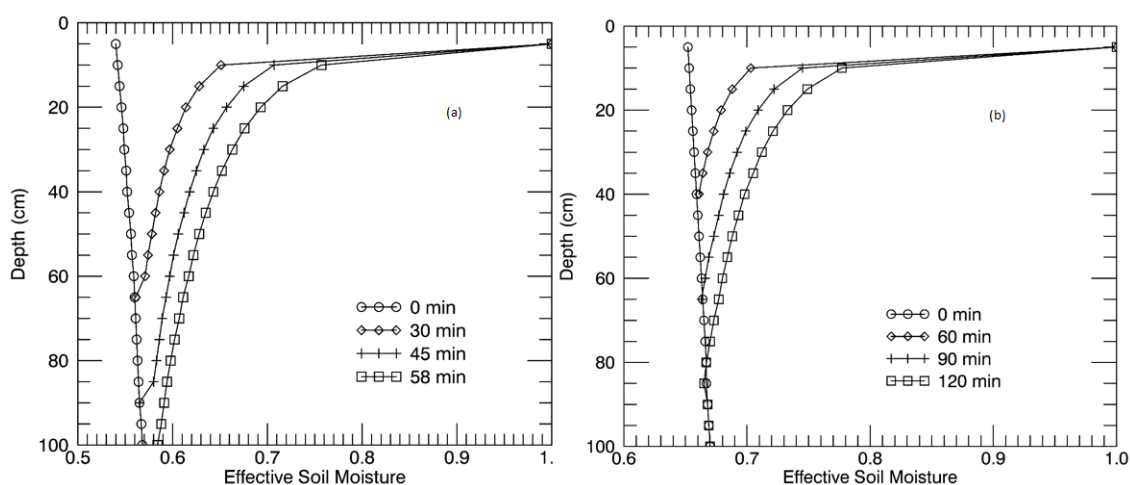 0
20
40
60
80
100
Depth (cm)
(a)
0 min
30 min
45 min
58 min
0.5 0.6 0.7 0.8 0.9 1.
Effective Soil Moisture
0
20
40
60
80
100
Depth (cm)
(b)
0 min
60 min
90 min
120 min
0.6 0.7 0.8 0.9 1.0
Effective Soil Moisture